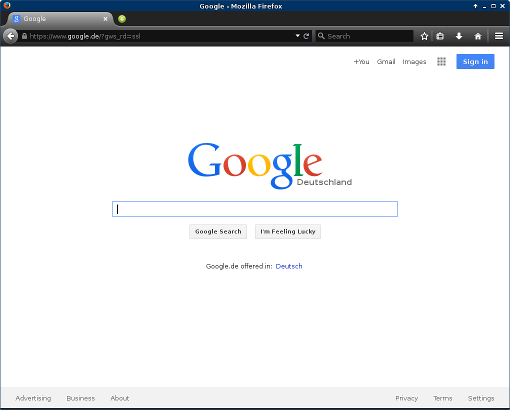 Google - Mozilla Firefox
Google
https://www.google.de/?gws_rd=ssl
Search
+You Gmail Images Sign in
Google
Deutschland
Google Search I'm Feeling Lucky
Google.de offered in: Deutsch
Advertising Business About Privacy Terms Settings